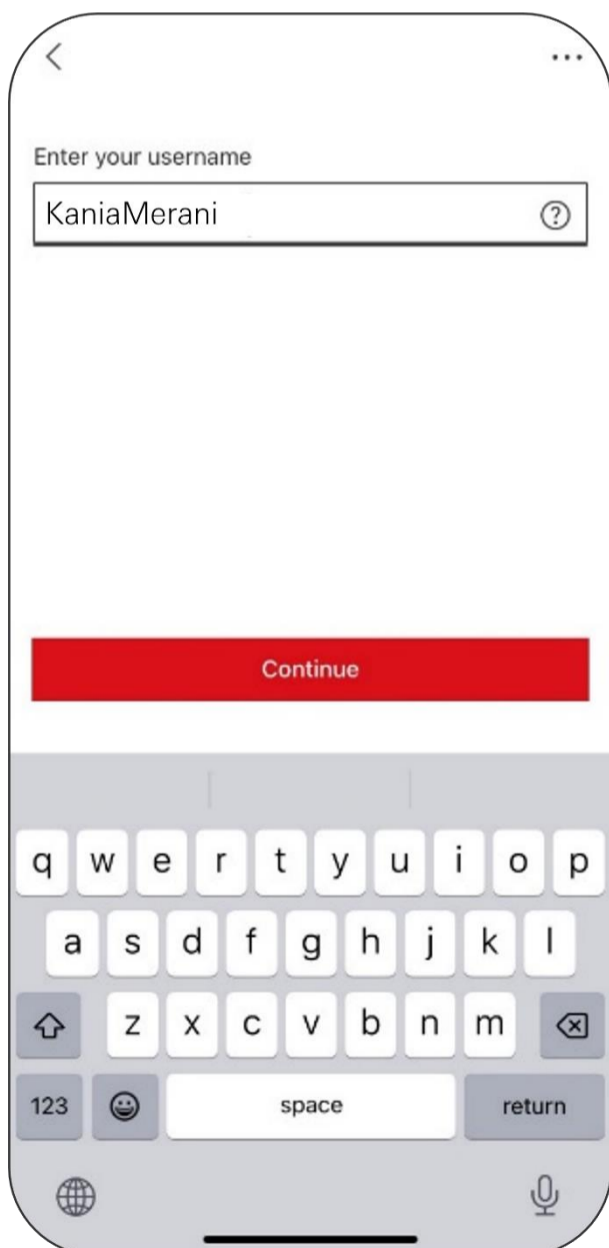 Enter your username
KaniaMerani
Continue
q w e r t y u i o p
a s d f g h j k l
z x c v b n m
123 space return